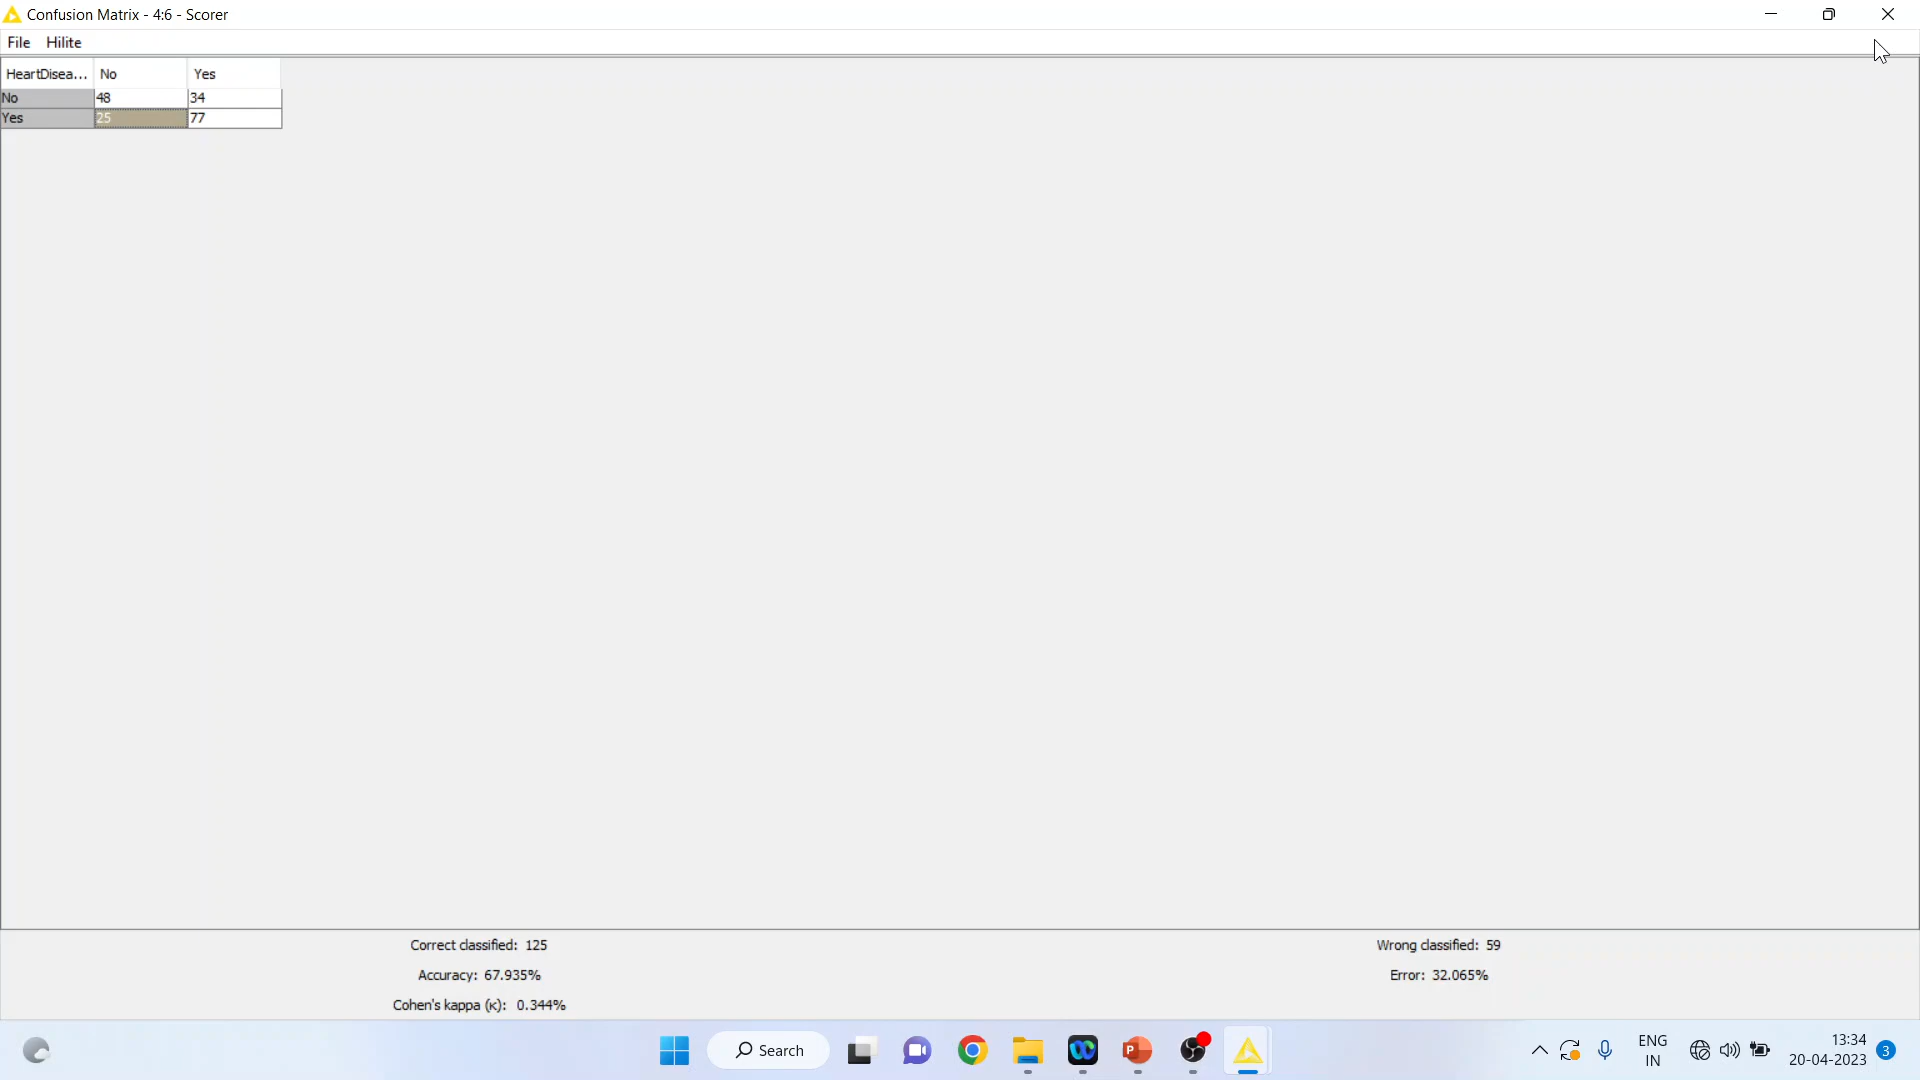 Confusion Matrix - 4:6 - Scorer
File Hilite
HeartDisea... No Yes
No 48 34
Yes 25 77
Correct classified: 125 Wrong classified: 59
Accuracy: 67.935% Error: 32.065%
Cohen's kappa (κ): 0.344%
Search
ENG
IN
13:34
20-04-2023
3